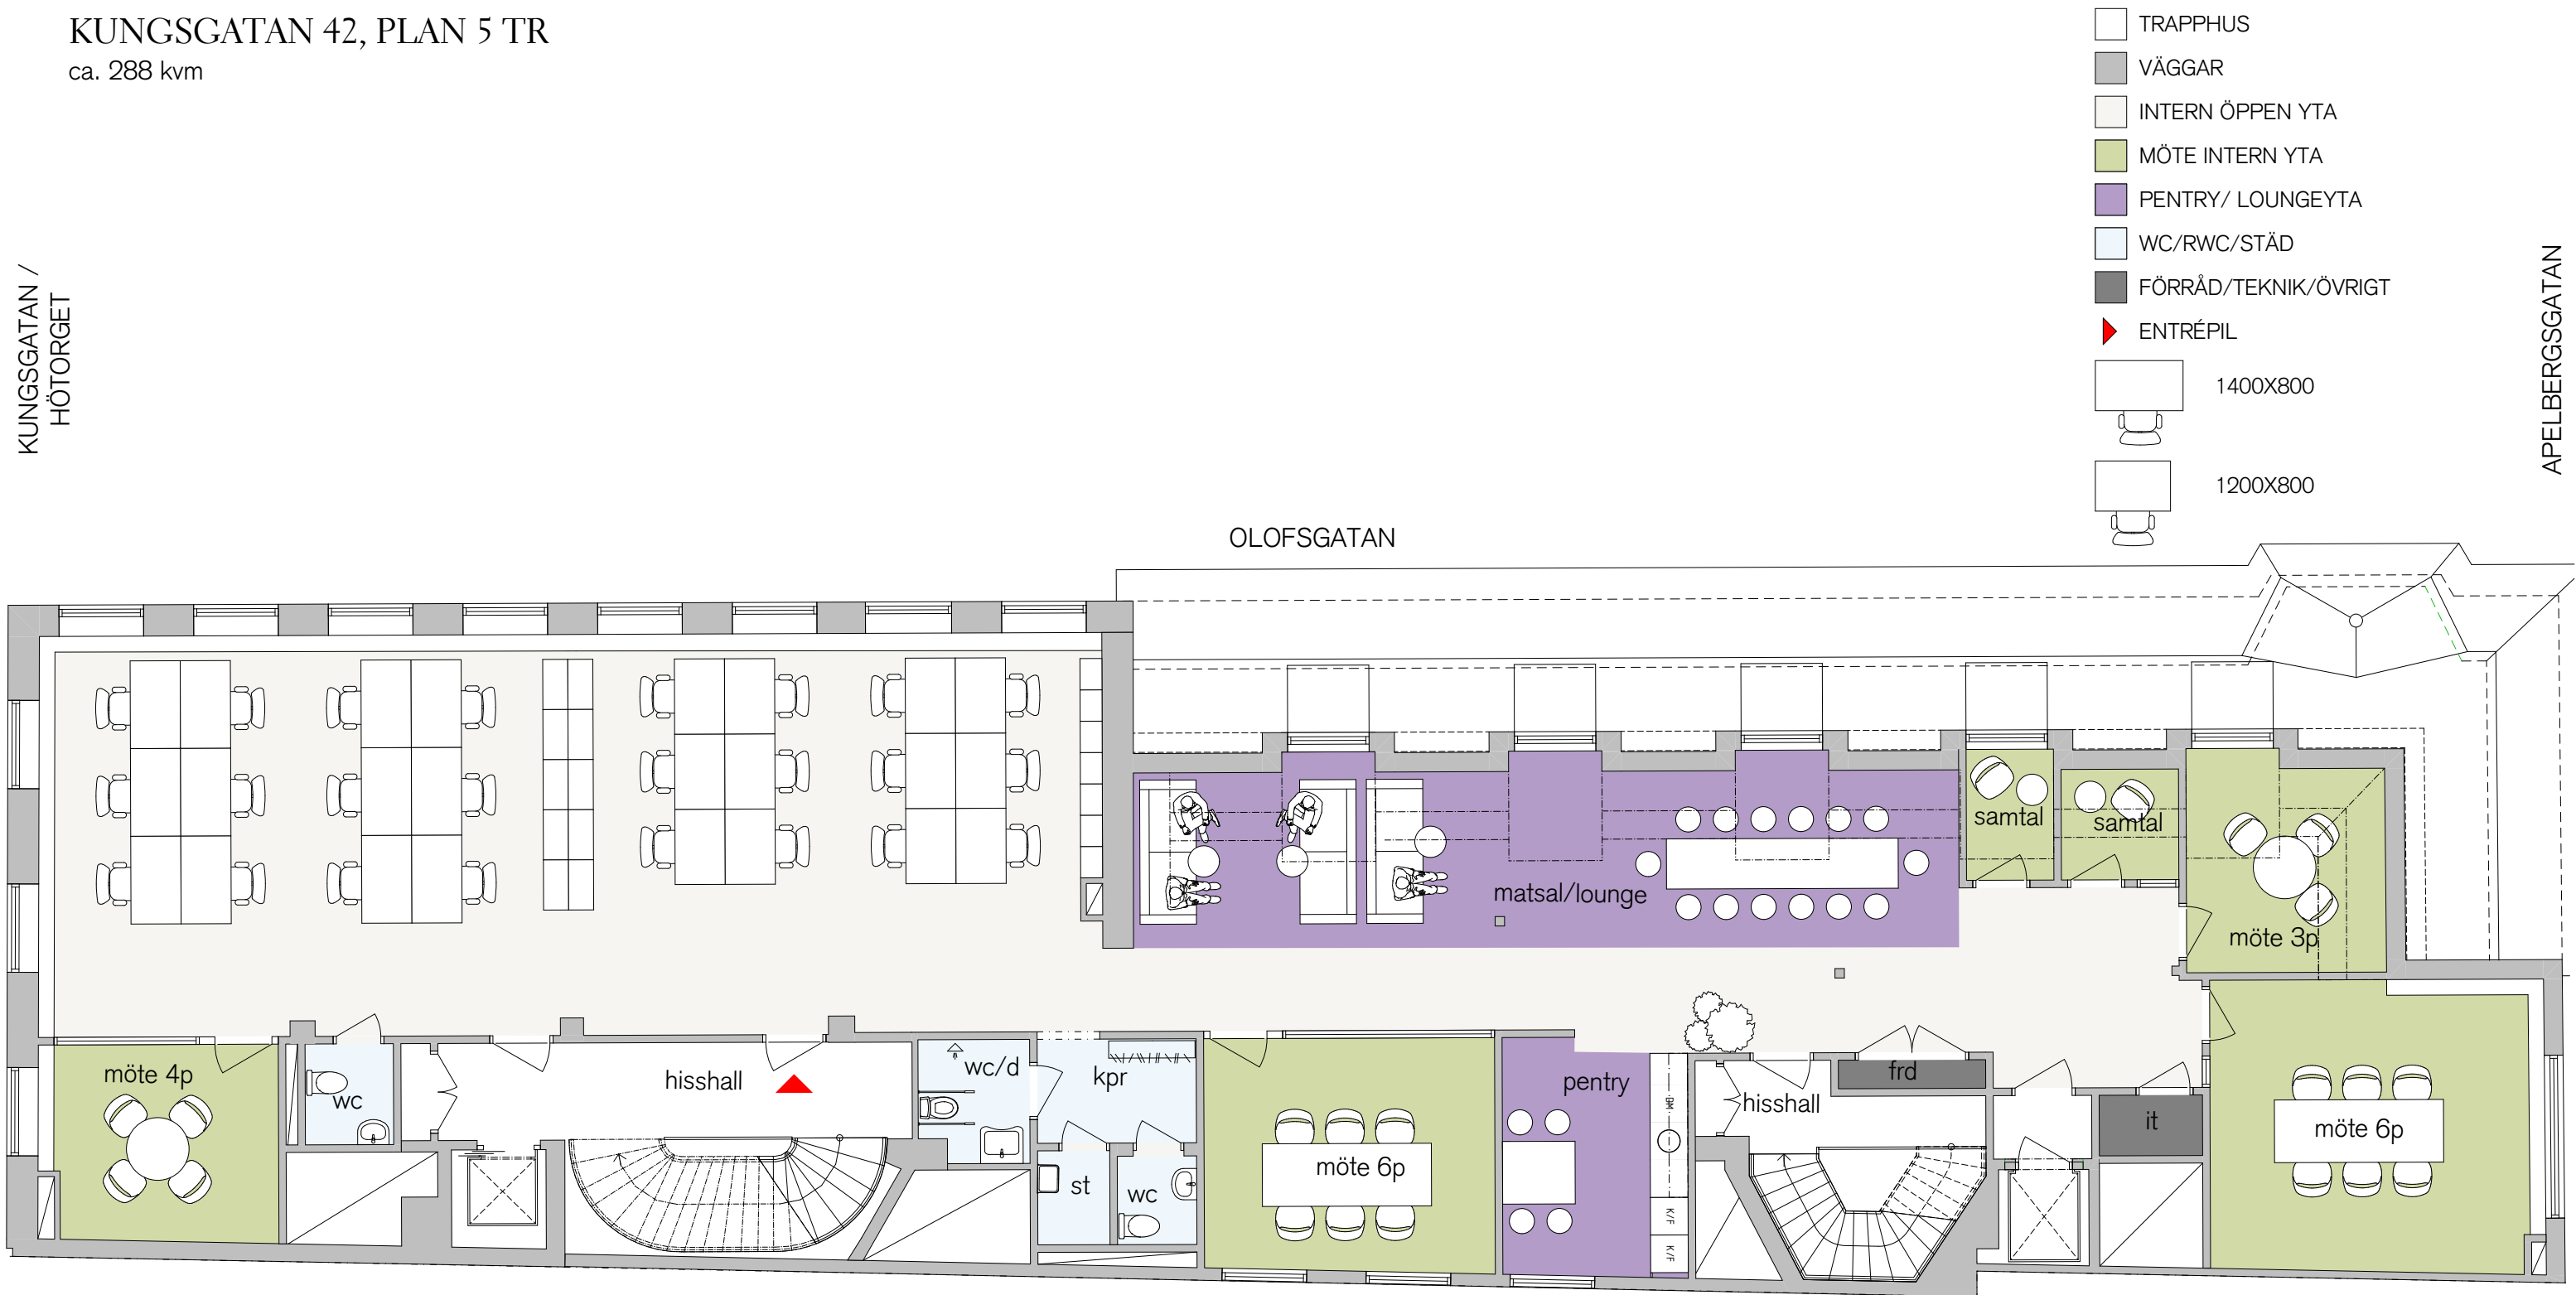 KUNGSGATAN 42, PLAN 5 TR
ca. 288 kvm
TRAPPHUS
VÄGGAR
INTERN ÖPPEN YTA
MÖTE INTERN YTA
PENTRY/ LOUNGEYTA
WC/RWC/STÄD
FÖRRÅD/TEKNIK/ÖVRIGT
ENTRÉPIL
1400X800
1200X800
KUNGSGATAN /
HÖTORGET
APELBERGSGATAN
OLOFSGATAN
samtal
samtal
matsal/lounge
möte 3p
möte 4p
wc
hisshall
wc/d
kpr
st
wc
möte 6p
pentry
DM
K/F
K/F
hisshall
frd
it
möte 6p